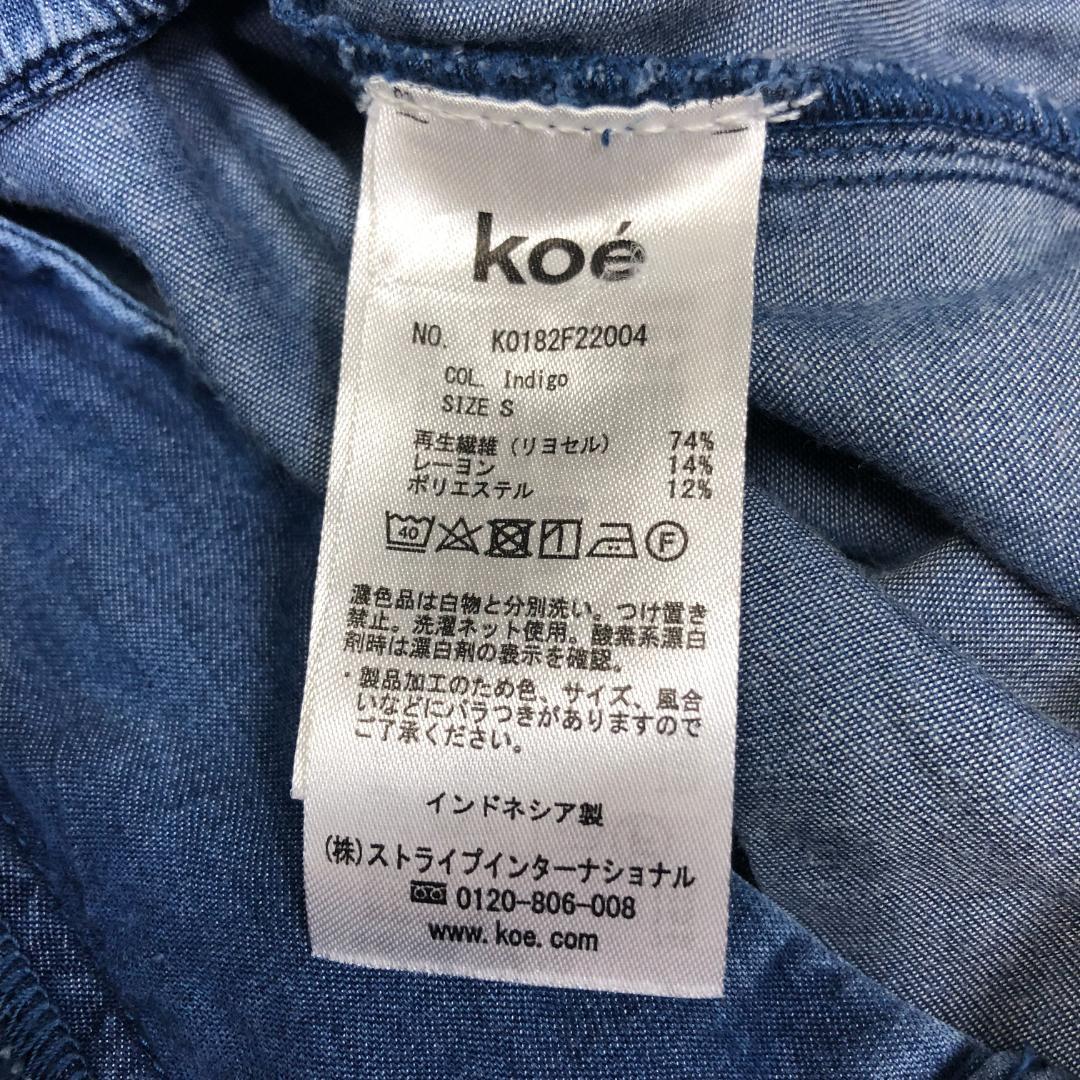 koé
NO. K0182F22004
COL. Indigo
SIZE S
再生繊維(リヨセル) 74%
レーヨン 14%
ポリエステル 12%
40 F
濃色品は白物と分別洗い。つけ置き
禁止。洗濯ネット使用。酸素系漂白
剤時は漂白剤の表示を確認。
・製品加工のため色、サイズ、風合
いなどにバラつきがありますので
ご了承ください。
インドネシア製
(株)ストライプインターナショナル
0120-806-008
www.koe.com